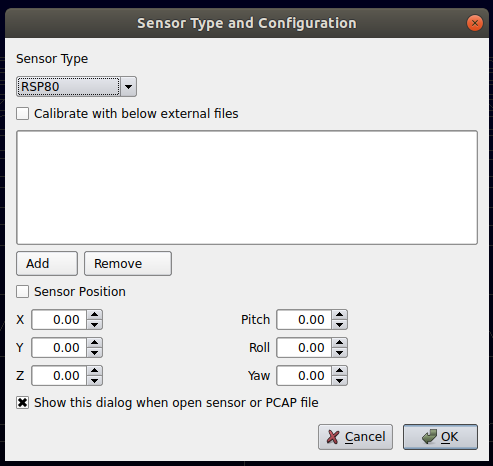 Sensor Type and Configuration
Sensor Type
RSP80
Calibrate with below external files
Add Remove
Sensor Position
X 0.00 Pitch 0.00
Y 0.00 Roll 0.00
Z 0.00 Yaw 0.00
Show this dialog when open sensor or PCAP file
Cancel OK